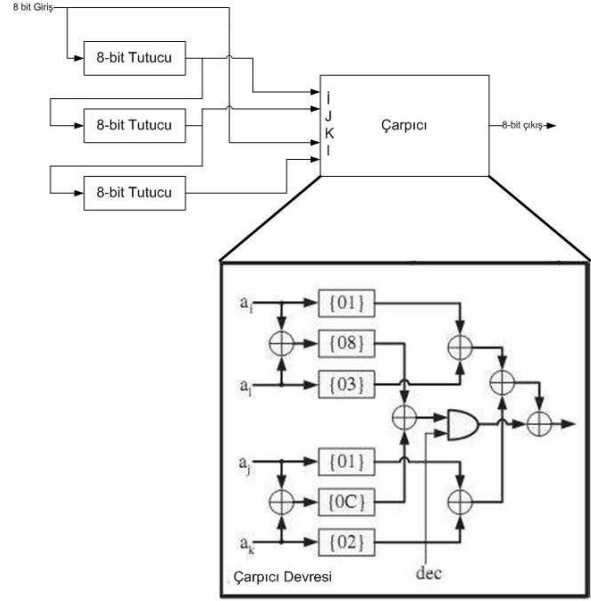 8 bit Giriş
8-bit Tutucu
8-bit Tutucu
8-bit Tutucu
İ
J
K
l
Çarpıcı
8-bit çıkış
aᵢ
{01}
{08}
aₗ
{03}
aⱼ
{01}
{0C}
aₖ
{02}
Çarpıcı Devresi
dec